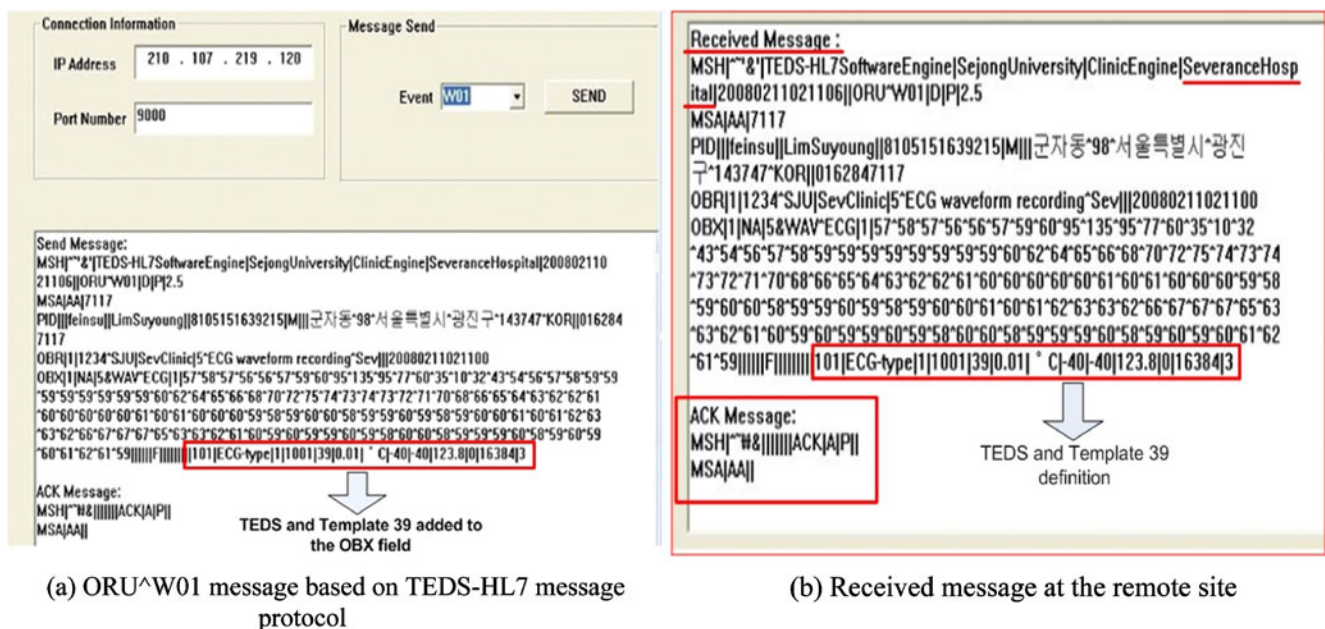 Connection Information
IP Address 210 . 107 . 219 . 120
Port Number 9000
Message Send
Event W01 SEND
Send Message:
MSH|^~'&'|TEDS-HL7SoftwareEngine|SejongUniversity|ClinicEngine|SeveranceHospital|200802110
21106||ORU^W01|D|P|2.5
MSA|AA|7117
PID|||feinsu||LimSuyoung||8105151639215|M|||군자동^98^서울특별시^광진구^143747^KOR||016284
7117
OBR|1|1234^SJU|SevClinic|5^ECG waveform recording^Sev|||20080211021100
OBX|1|NA|5&WAV^ECG|1|57^58^57^56^56^57^59^60^95^135^95^77^60^35^10^32^43^54^56^57^58^59^59
^59^59^59^59^59^60^62^64^65^66^68^70^72^75^74^73^74^73^72^71^70^68^66^65^64^63^62^62^61
^60^60^60^60^60^61^60^61^60^60^60^59^58^59^60^60^58^59^59^60^59^58^59^60^60^61^60^61^62^63
^63^62^66^67^67^67^65^63^63^62^61^60^59^60^59^59^60^59^58^60^60^58^59^59^59^60^58^59^60^59
^60^61^62^61^59||||||F|||||||||101|ECG-type|1|1001|39|0.01| ° C|-40|-40|123.8|0|16384|3
ACK Message:
MSH|^~\#&|||||||ACK|A|P||
MSA|AA||
TEDS and Template 39 added to
the OBX field
(a) ORU^W01 message based on TEDS-HL7 message
protocol
Received Message :
MSH|^~'&'|TEDS-HL7SoftwareEngine|SejongUniversity|ClinicEngine|SeveranceHosp
ital|20080211021106||ORU^W01|D|P|2.5
MSA|AA|7117
PID|||feinsu||LimSuyoung||8105151639215|M|||군자동^98^서울특별시^광진
구^143747^KOR||0162847117
OBR|1|1234^SJU|SevClinic|5^ECG waveform recording^Sev|||20080211021100
OBX|1|NA|5&WAV^ECG|1|57^58^57^56^56^57^59^60^95^135^95^77^60^35^10^32
^43^54^56^57^58^59^59^59^59^59^59^59^60^62^64^65^66^68^70^72^75^74^73^74
^73^72^71^70^68^66^65^64^63^62^62^61^60^60^60^60^60^61^60^61^60^60^60^59^58
^59^60^60^58^59^59^60^59^58^59^60^60^61^60^61^62^63^63^62^66^67^67^67^65^63
^63^62^61^60^59^60^59^59^60^59^58^60^60^58^59^59^59^60^58^59^60^59^60^61^62
^61^59||||||F|||||||||101|ECG-type|1|1001|39|0.01| ° C|-40|-40|123.8|0|16384|3
ACK Message:
MSH|^~\#&|||||||ACK|A|P||
MSA|AA||
TEDS and Template 39
definition
(b) Received message at the remote site